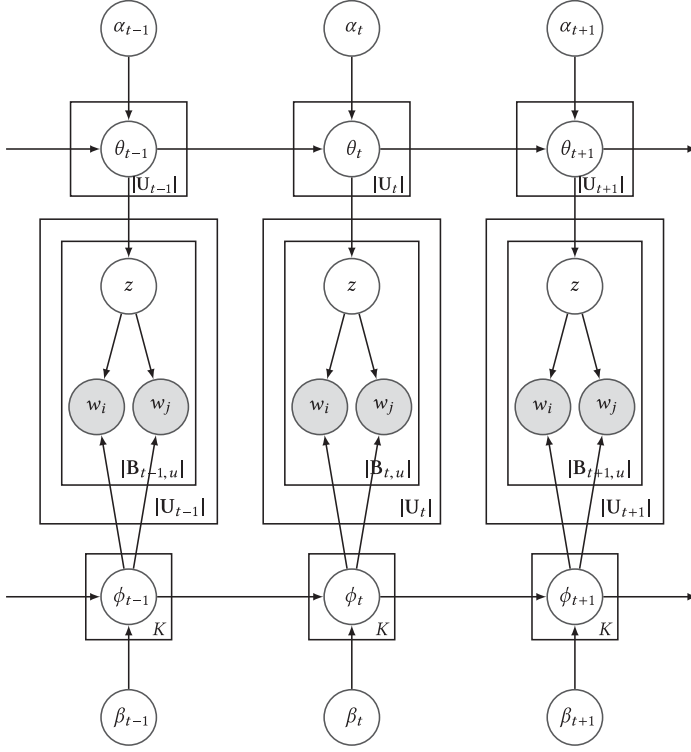 α_{t−1} α_t α_{t+1}
θ_{t−1} θ_t θ_{t+1}
|U_{t−1}| |U_t| |U_{t+1}|
z z z
w_i w_j w_i w_j w_i w_j
|B_{t−1,u}| |B_{t,u}| |B_{t+1,u}|
|U_{t−1}| |U_t| |U_{t+1}|
ϕ_{t−1} ϕ_t ϕ_{t+1}
K K K
β_{t−1} β_t β_{t+1}